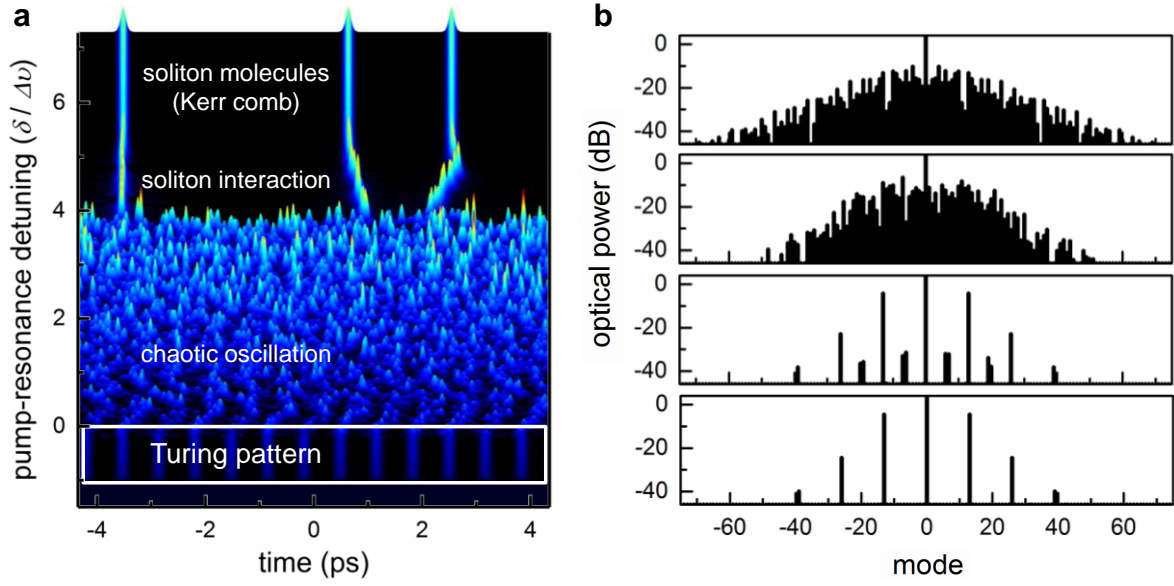 a
pump-resonance detuning (δ / Δυ)
6
4
2
0
soliton molecules
(Kerr comb)
soliton interaction
chaotic oscillation
Turing pattern
-4 -2 0 2 4
time (ps)
b
optical power (dB)
0
-20
-40
0
-20
-40
0
-20
-40
0
-20
-40
-60 -40 -20 0 20 40 60
mode